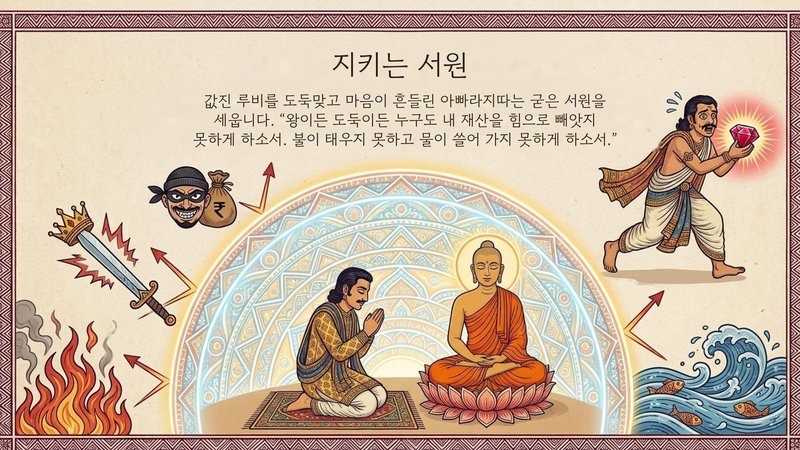 지키는 서원
값진 루비를 도둑맞고 마음이 흔들린 아빠라지따는 굳은 서원을
세웁니다. “왕이든 도둑이든 누구도 내 재산을 힘으로 빼앗지
못하게 하소서. 불이 태우지 못하고 물이 쓸어 가지 못하게 하소서.”
₹